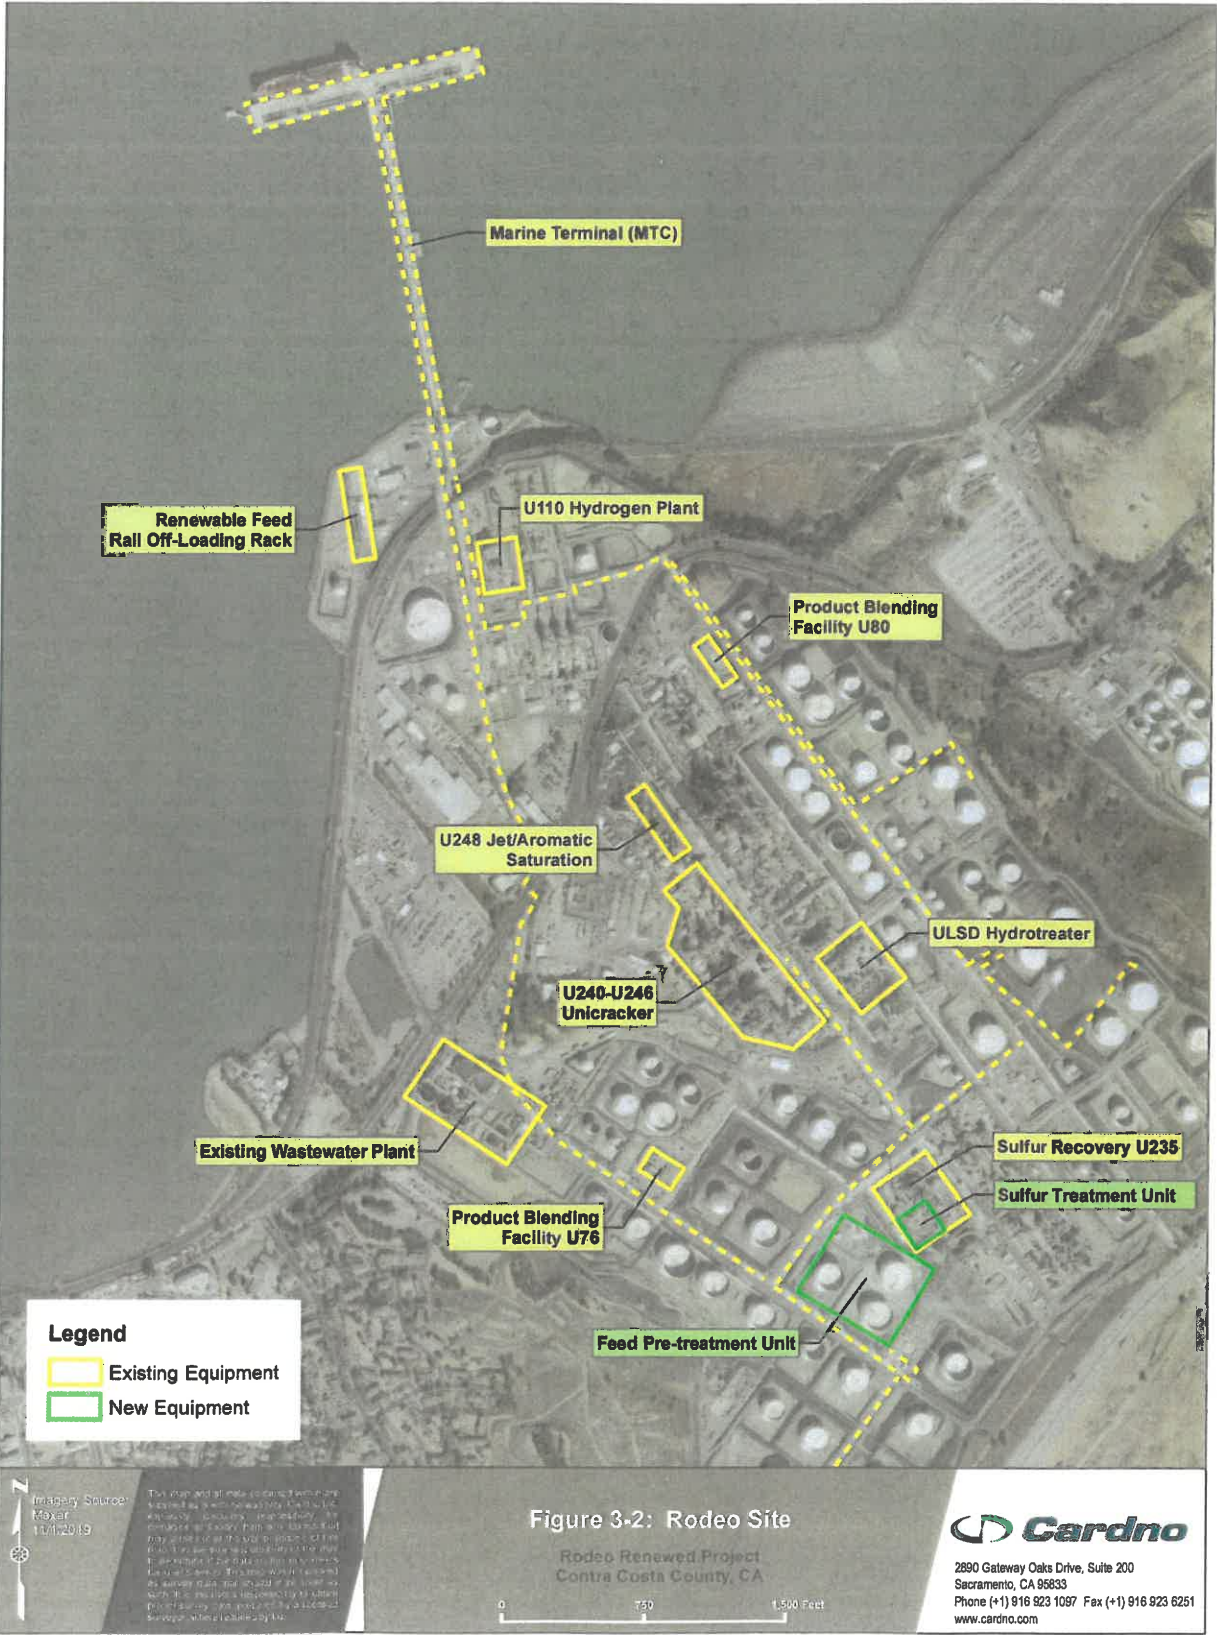 Marine Terminal (MTC)
Renewable Feed
Rail Off-Loading Rack
U110 Hydrogen Plant
Product Blending
Facility U80
U248 Jet/Aromatic
Saturation
ULSD Hydrotreater
U240-U246
Unicracker
Existing Wastewater Plant
Sulfur Recovery U235
Sulfur Treatment Unit
Product Blending
Facility U76
Feed Pre-treatment Unit
Legend
Existing Equipment
New Equipment
N
Imagery Source:
Maxar
11/1/2019
Figure 3-2: Rodeo Site
Rodeo Renewed Project
Contra Costa County, CA
0 750 1,500 Feet
Cardno
2890 Gateway Oaks Drive, Suite 200
Sacramento, CA 95833
Phone (+1) 916 923 1097 Fax (+1) 916 923 6251
www.cardno.com